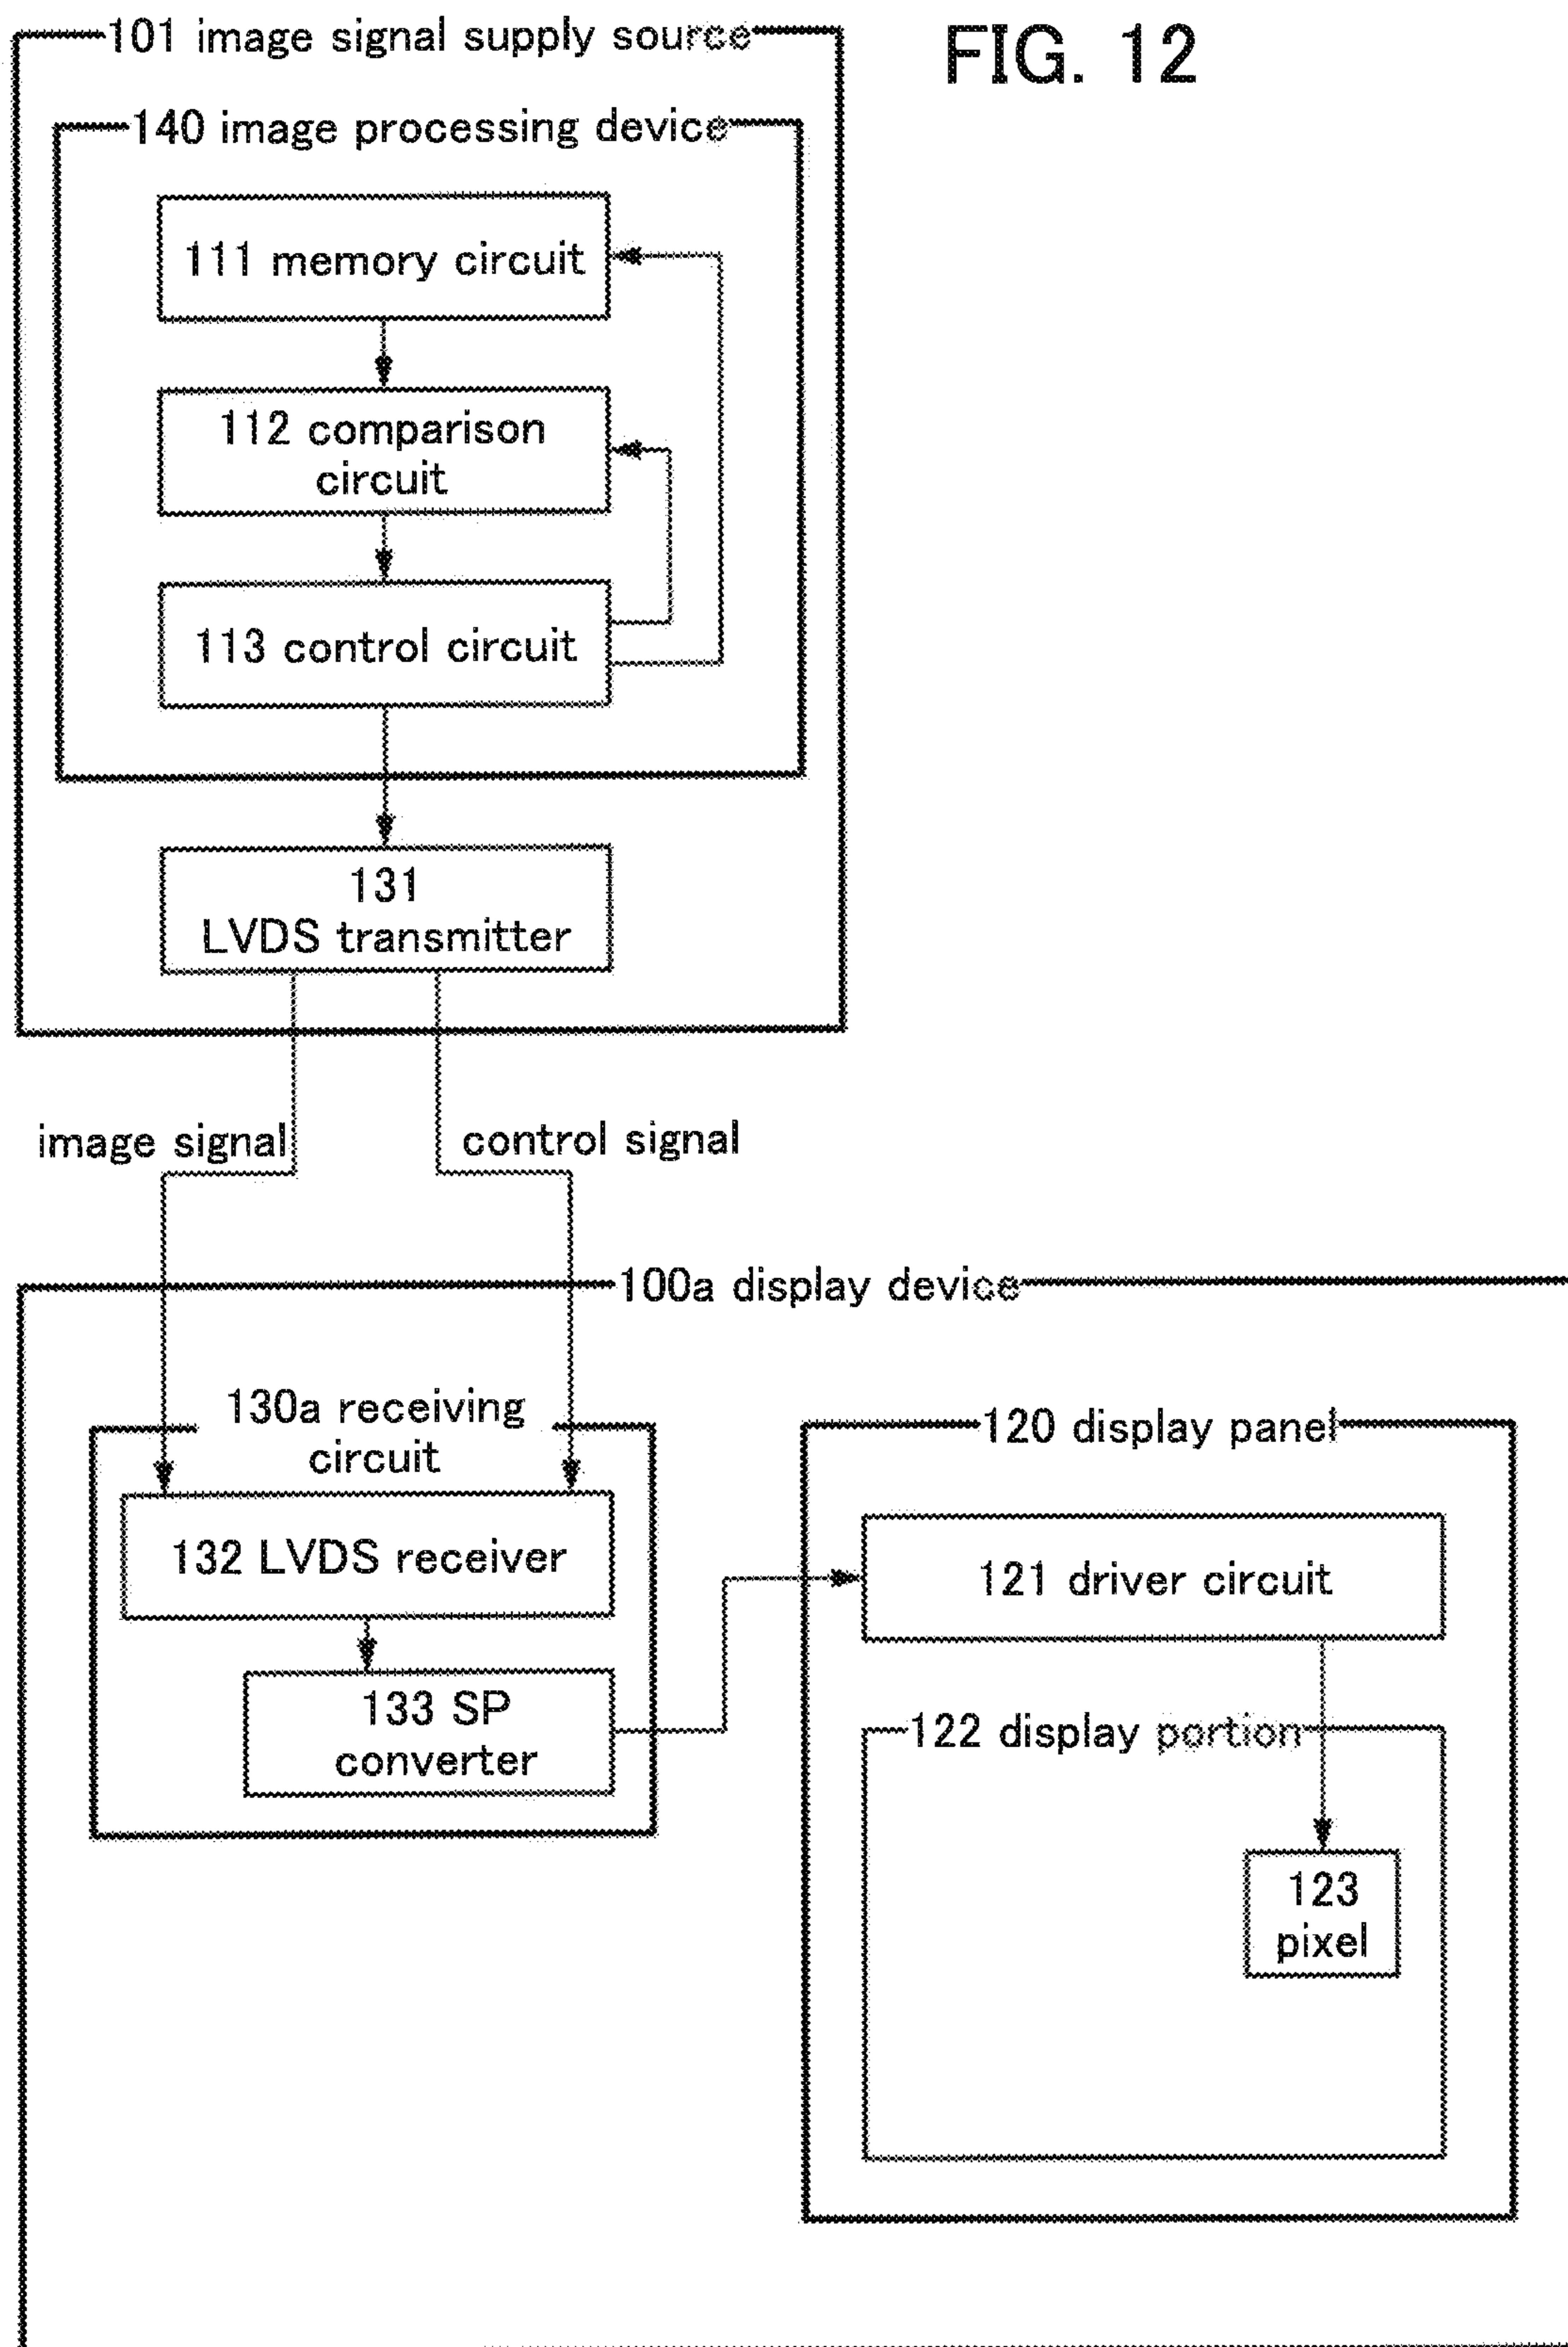 FIG. 12
101 image signal supply source
140 image processing device
111 memory circuit
112 comparison
circuit
113 control circuit
131
LVDS transmitter
image signal
control signal
100a display device
130a receiving
circuit
132 LVDS receiver
133 SP
converter
120 display panel
121 driver circuit
122 display portion
123
pixel